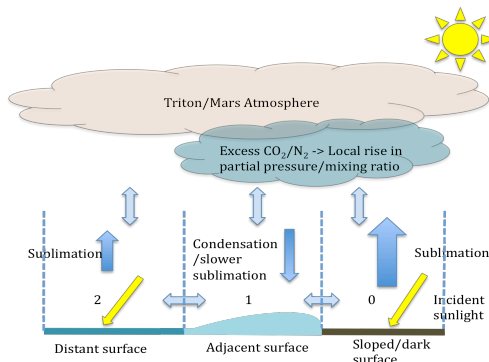 Triton/Mars Atmosphere
Excess CO₂/N₂ -> Local rise in
partial pressure/mixing ratio
Sublimation
Condensation
/slower
sublimation
Sublimation
2
1
0
Incident
sunlight
Distant surface
Adjacent surface
Sloped/dark
surface